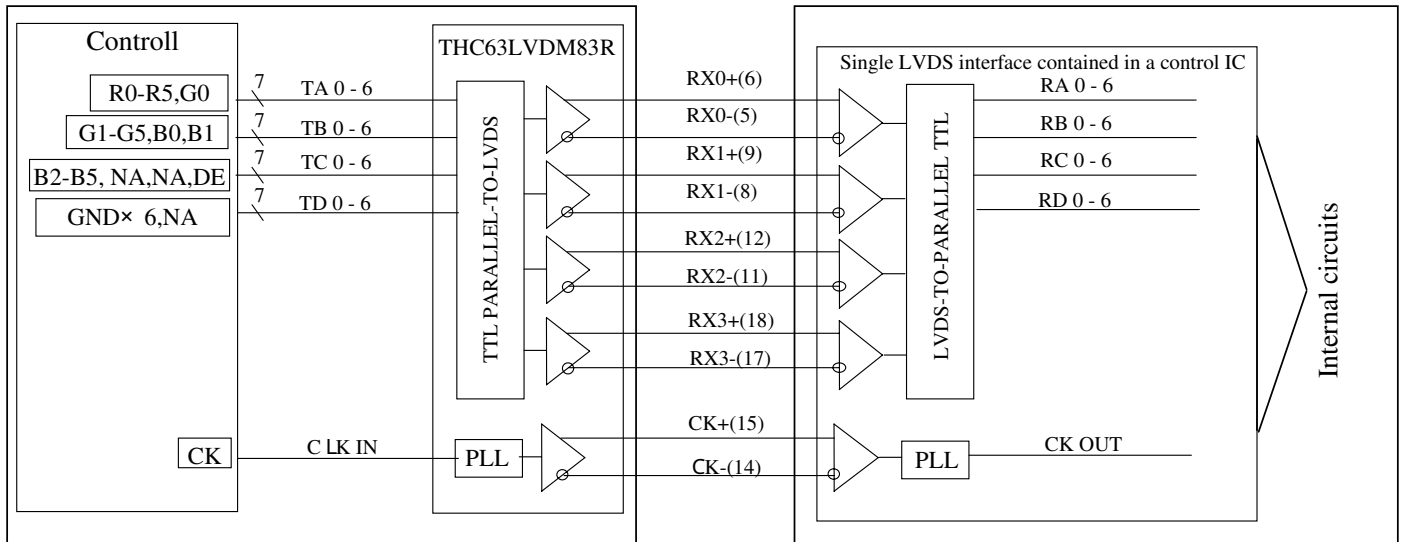 Controll
R0-R5,G0
G1-G5,B0,B1
B2-B5, NA,NA,DE
GND× 6,NA
CK
7
TA 0 - 6
7
TB 0 - 6
7
TC 0 - 6
7
TD 0 - 6
CLK IN
THC63LVDM83R
TTL PARALLEL-TO-LVDS
PLL
RX0+(6)
RX0-(5)
RX1+(9)
RX1-(8)
RX2+(12)
RX2-(11)
RX3+(18)
RX3-(17)
CK+(15)
CK-(14)
Single LVDS interface contained in a control IC
LVDS-TO-PARALLEL TTL
PLL
RA 0 - 6
RB 0 - 6
RC 0 - 6
RD 0 - 6
CK OUT
Internal circuits